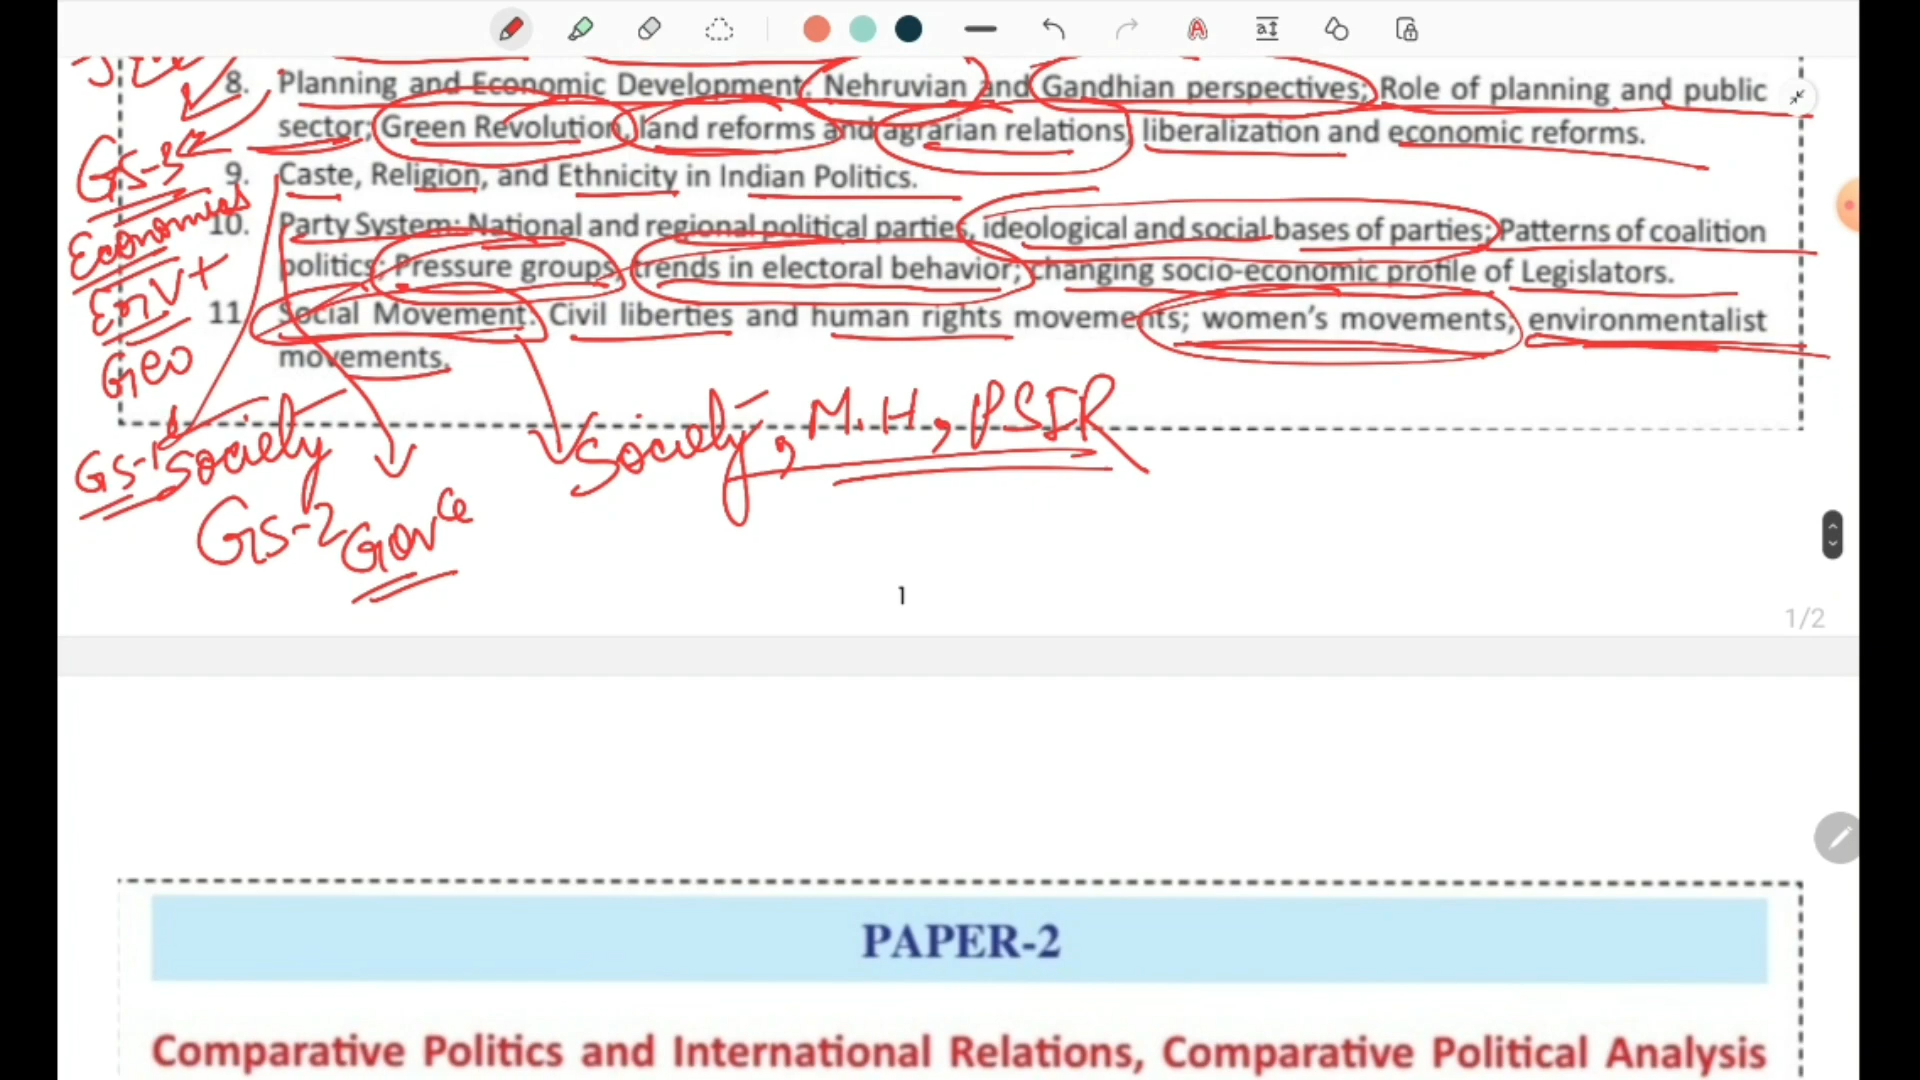 8. Planning and Economic Development: Nehruvian and Gandhian perspectives; Role of planning and public
sector; Green Revolution, land reforms and agrarian relations, liberalization and economic reforms.
GS-3
9. Caste, Religion, and Ethnicity in Indian Politics.
Economics
10. Party System: National and regional political parties, ideological and social bases of parties; Patterns of coalition
politics; Pressure groups, trends in electoral behavior; changing socio-economic profile of Legislators.
Env +
11. Social Movement: Civil liberties and human rights movements; women's movements; environmentalist
movements.
Geo
GS-1 Society
Society, M.H, PSIR
GS-2 Govce
1
1/2
PAPER-2
Comparative Politics and International Relations, Comparative Political Analysis